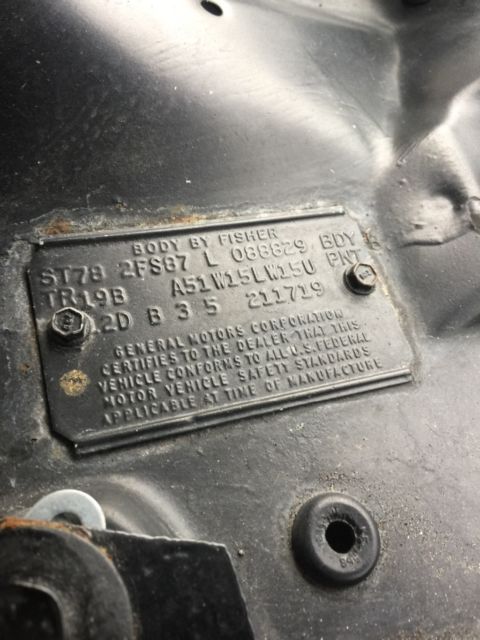 BODY BY FISHER
ST78 2FS87 L 088829 BDY
TR19B A51W15LW15U PNT
2D B 3 5 211719
GENERAL MOTORS CORPORATION
CERTIFIES TO THE DEALER THAT THIS
VEHICLE CONFORMS TO ALL U.S. FEDERAL
MOTOR VEHICLE SAFETY STANDARDS
APPLICABLE AT TIME OF MANUFACTURE